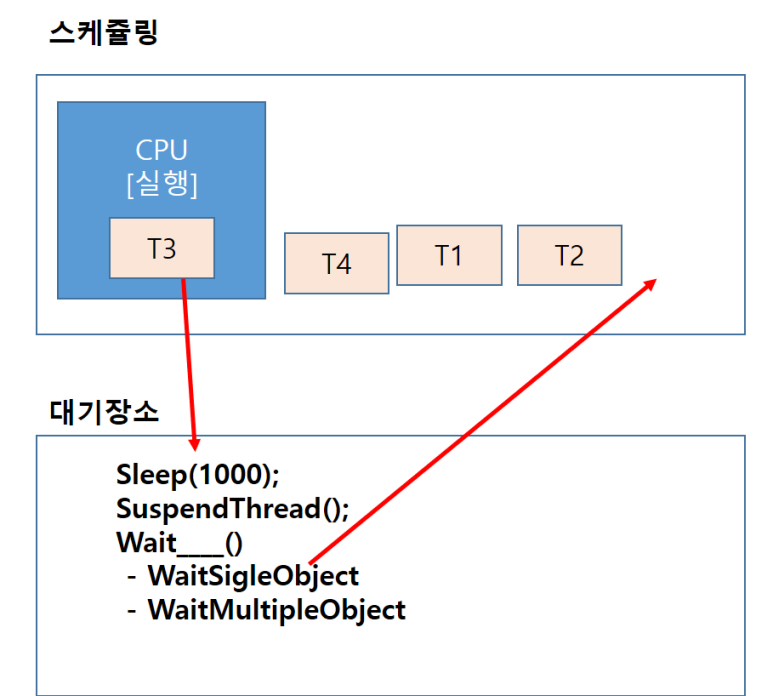 스케쥴링
CPU
[실행]
T3
T4
T1
T2
대기장소
Sleep(1000);
SuspendThread();
Wait____()
- WaitSigleObject
- WaitMultipleObject